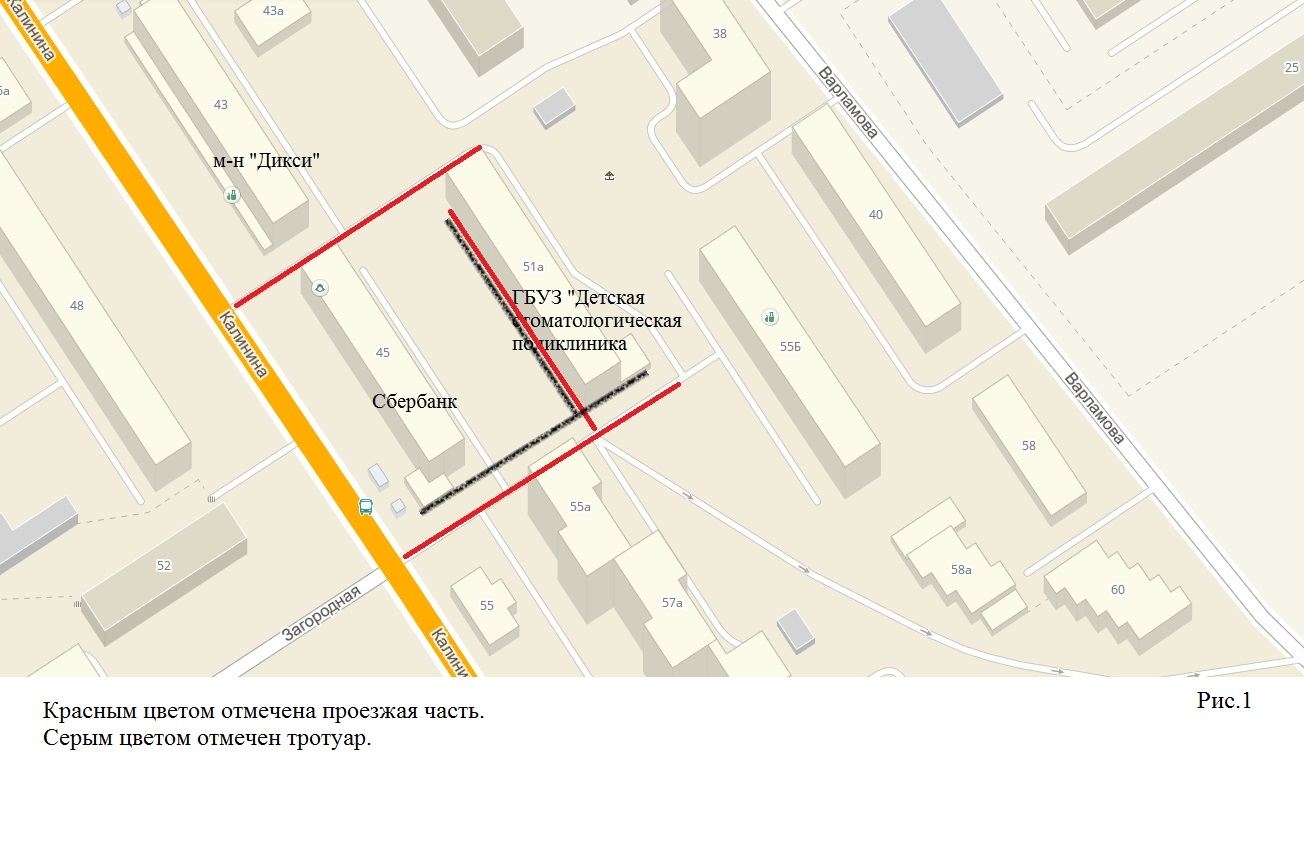 Калинина
43а
38
25
43
Варламова
6а
м-н "Дикси"
40
48
51а
ГБУЗ "Детская
стоматологическая
поликлиника
Калинина
45
55Б
Сбербанк
Варламова
58
55а
52
58а
60
55
57а
Загородная
Калини
Красным цветом отмечена проезжая часть.
Серым цветом отмечен тротуар.
Рис.1